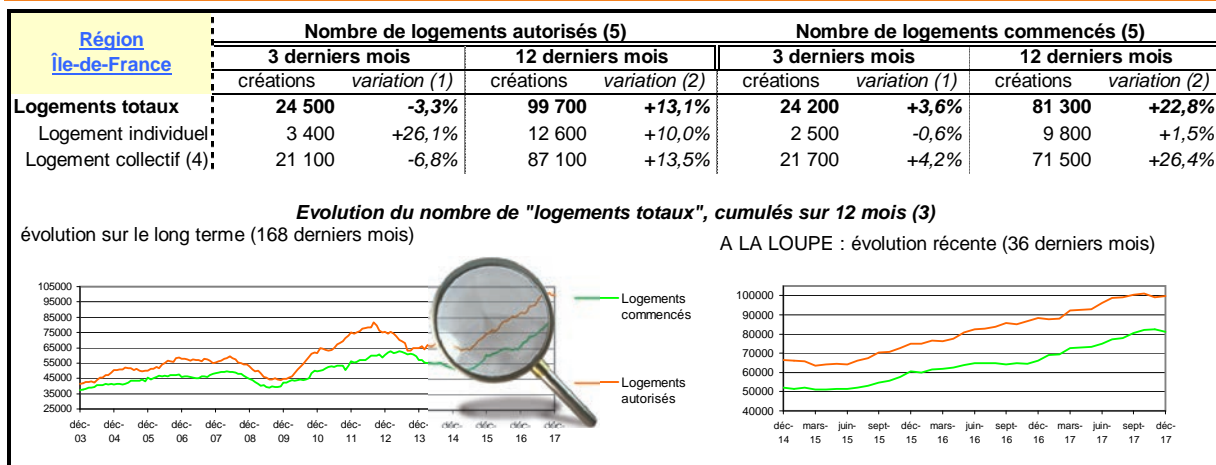 Région
Île-de-France
Nombre de logements autorisés (5) Nombre de logements commencés (5)
3 derniers mois 12 derniers mois 3 derniers mois 12 derniers mois
créations variation (1) créations variation (2) créations variation (1) créations variation (2)
Logements totaux 24 500 -3,3% 99 700 +13,1% 24 200 +3,6% 81 300 +22,8%
Logement individuel 3 400 +26,1% 12 600 +10,0% 2 500 -0,6% 9 800 +1,5%
Logement collectif (4) 21 100 -6,8% 87 100 +13,5% 21 700 +4,2% 71 500 +26,4%
Evolution du nombre de "logements totaux", cumulés sur 12 mois (3)
évolution sur le long terme (168 derniers mois)
105000
95000
85000
75000
65000
55000
45000
35000
25000
déc-03 déc-04 déc-05 déc-06 déc-07 déc-08 déc-09 déc-10 déc-11 déc-12 déc-13 déc-14 déc-15 déc-16 déc-17
Logements
commencés
Logements
autorisés
A LA LOUPE : évolution récente (36 derniers mois)
100000
90000
80000
70000
60000
50000
40000
déc-14 mars-15 juin-15 sept-15 déc-15 mars-16 juin-16 sept-16 déc-16 mars-17 juin-17 sept-17 déc-17